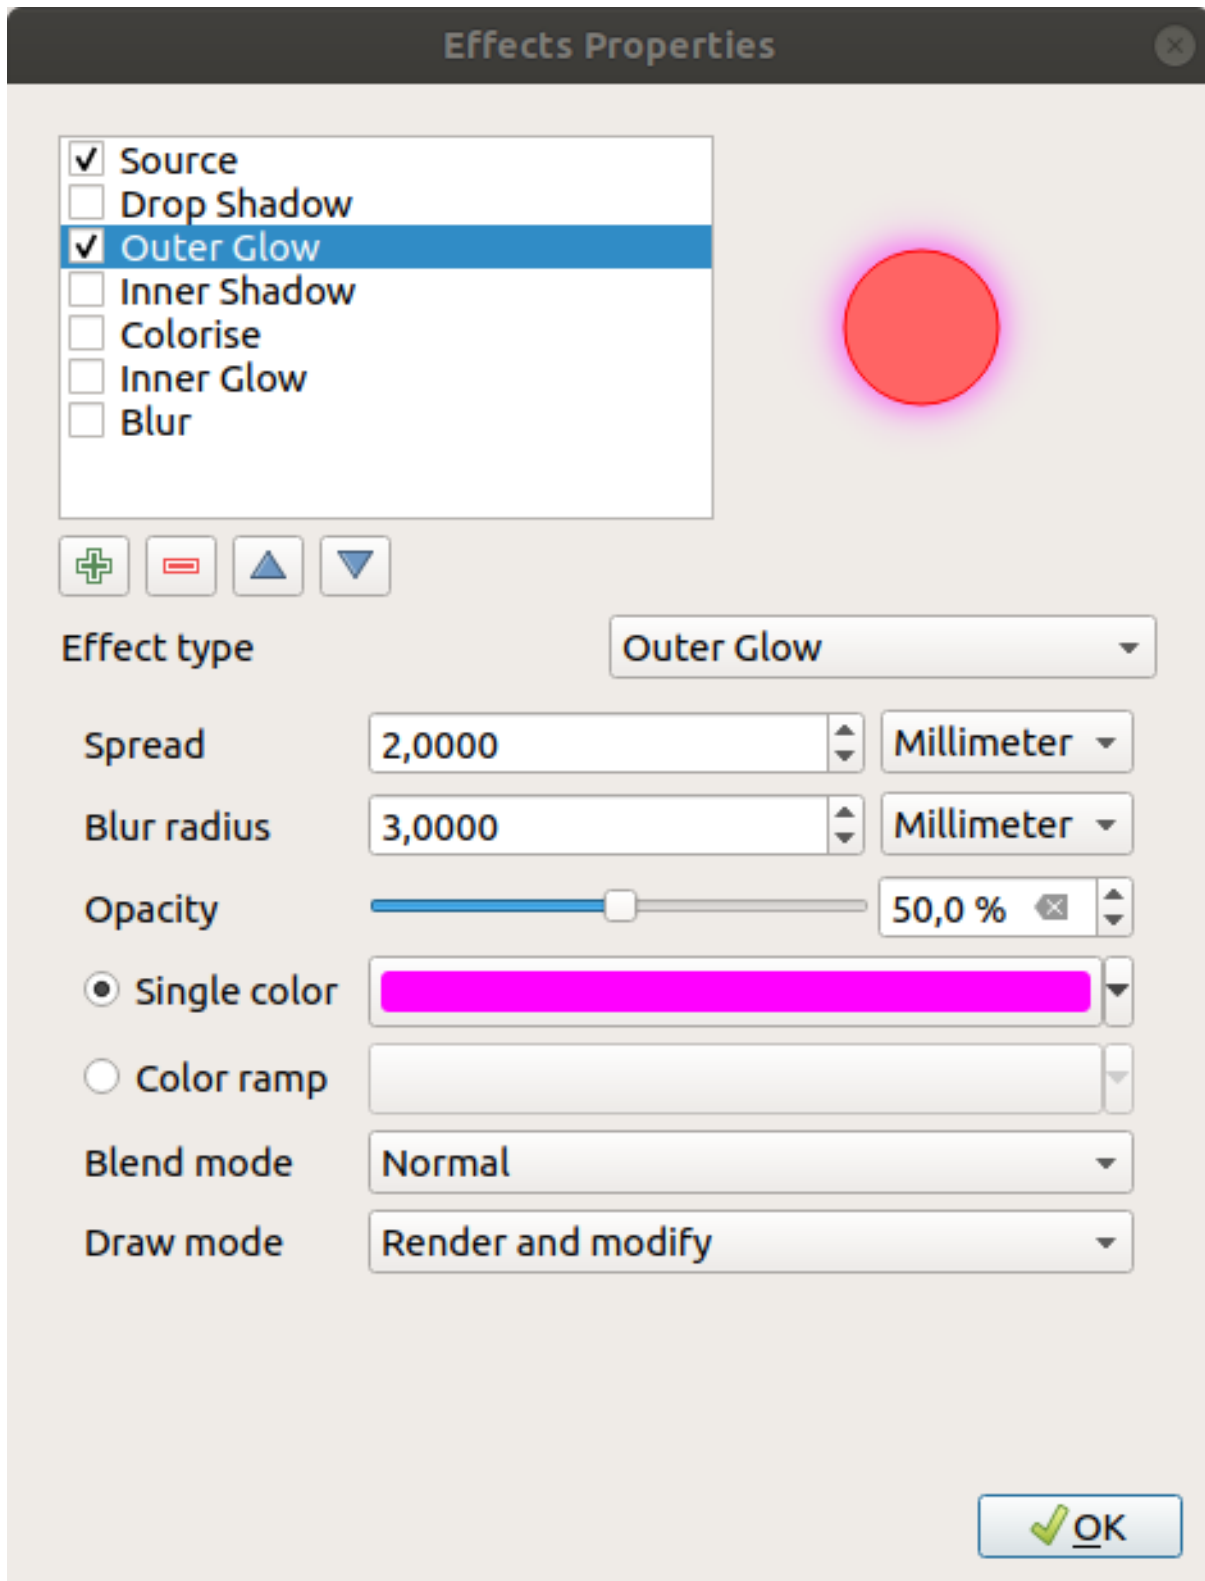 Effects Properties
Source
Drop Shadow
Outer Glow
Inner Shadow
Colorise
Inner Glow
Blur
Effect type Outer Glow
Spread 2,0000 Millimeter
Blur radius 3,0000 Millimeter
Opacity 50,0 %
Single color
Color ramp
Blend mode Normal
Draw mode Render and modify
OK